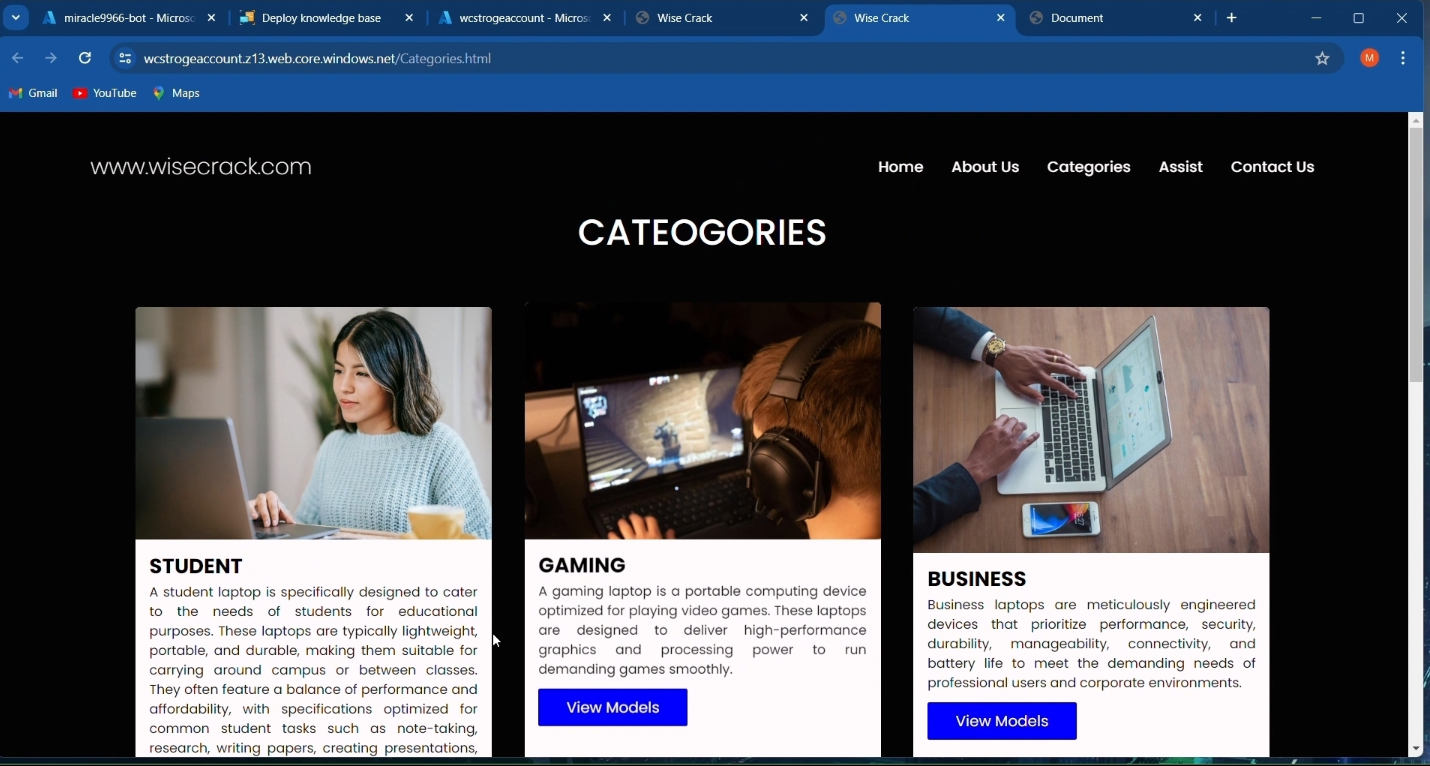 miracle9966-bot - Microso
Deploy knowledge base
wcstrogeaccount - Microso
Wise Crack
Wise Crack
Document
wcstrogeaccount.z13.web.core.windows.net/Categories.html
M
Gmail
YouTube
Maps
www.wisecrack.com
Home
About Us
Categories
Assist
Contact Us
CATEOGORIES
STUDENT
A student laptop is specifically designed to cater
to the needs of students for educational
purposes. These laptops are typically lightweight,
portable, and durable, making them suitable for
carrying around campus or between classes.
They often feature a balance of performance and
affordability, with specifications optimized for
common student tasks such as note-taking,
research, writing papers, creating presentations,
GAMING
A gaming laptop is a portable computing device
optimized for playing video games. These laptops
are designed to deliver high-performance
graphics and processing power to run
demanding games smoothly.
View Models
BUSINESS
Business laptops are meticulously engineered
devices that prioritize performance, security,
durability, manageability, connectivity, and
battery life to meet the demanding needs of
professional users and corporate environments.
View Models